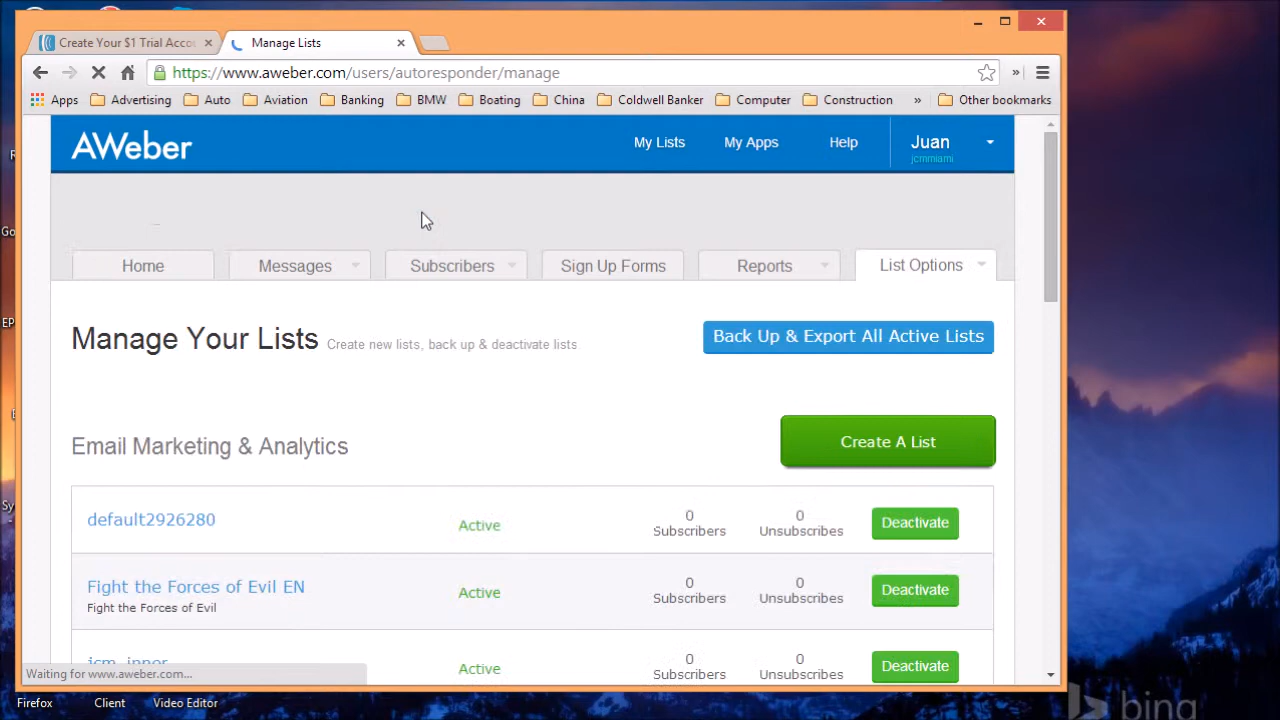 Create Your $1 Trial Acco
Manage Lists
https://www.aweber.com/users/autoresponder/manage
Apps Advertising Auto Aviation Banking BMW Boating China Coldwell Banker Computer Construction » Other bookmarks
AWeber
My Lists My Apps Help Juan
jcmmiami
Home Messages Subscribers Sign Up Forms Reports List Options
Manage Your Lists Create new lists, back up & deactivate lists Back Up & Export All Active Lists
Email Marketing & Analytics Create A List
default2926280 Active 0 Subscribers 0 Unsubscribes Deactivate
Fight the Forces of Evil EN Active 0 Subscribers 0 Unsubscribes Deactivate
Fight the Forces of Evil
jcm_inner Active 0 Subscribers 0 Unsubscribes Deactivate
Waiting for www.aweber.com...
Firefox Client Video Editor
bing